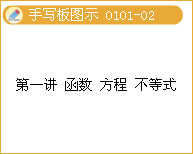 手写板图示 0101-02
第一讲 函数 方程 不等式